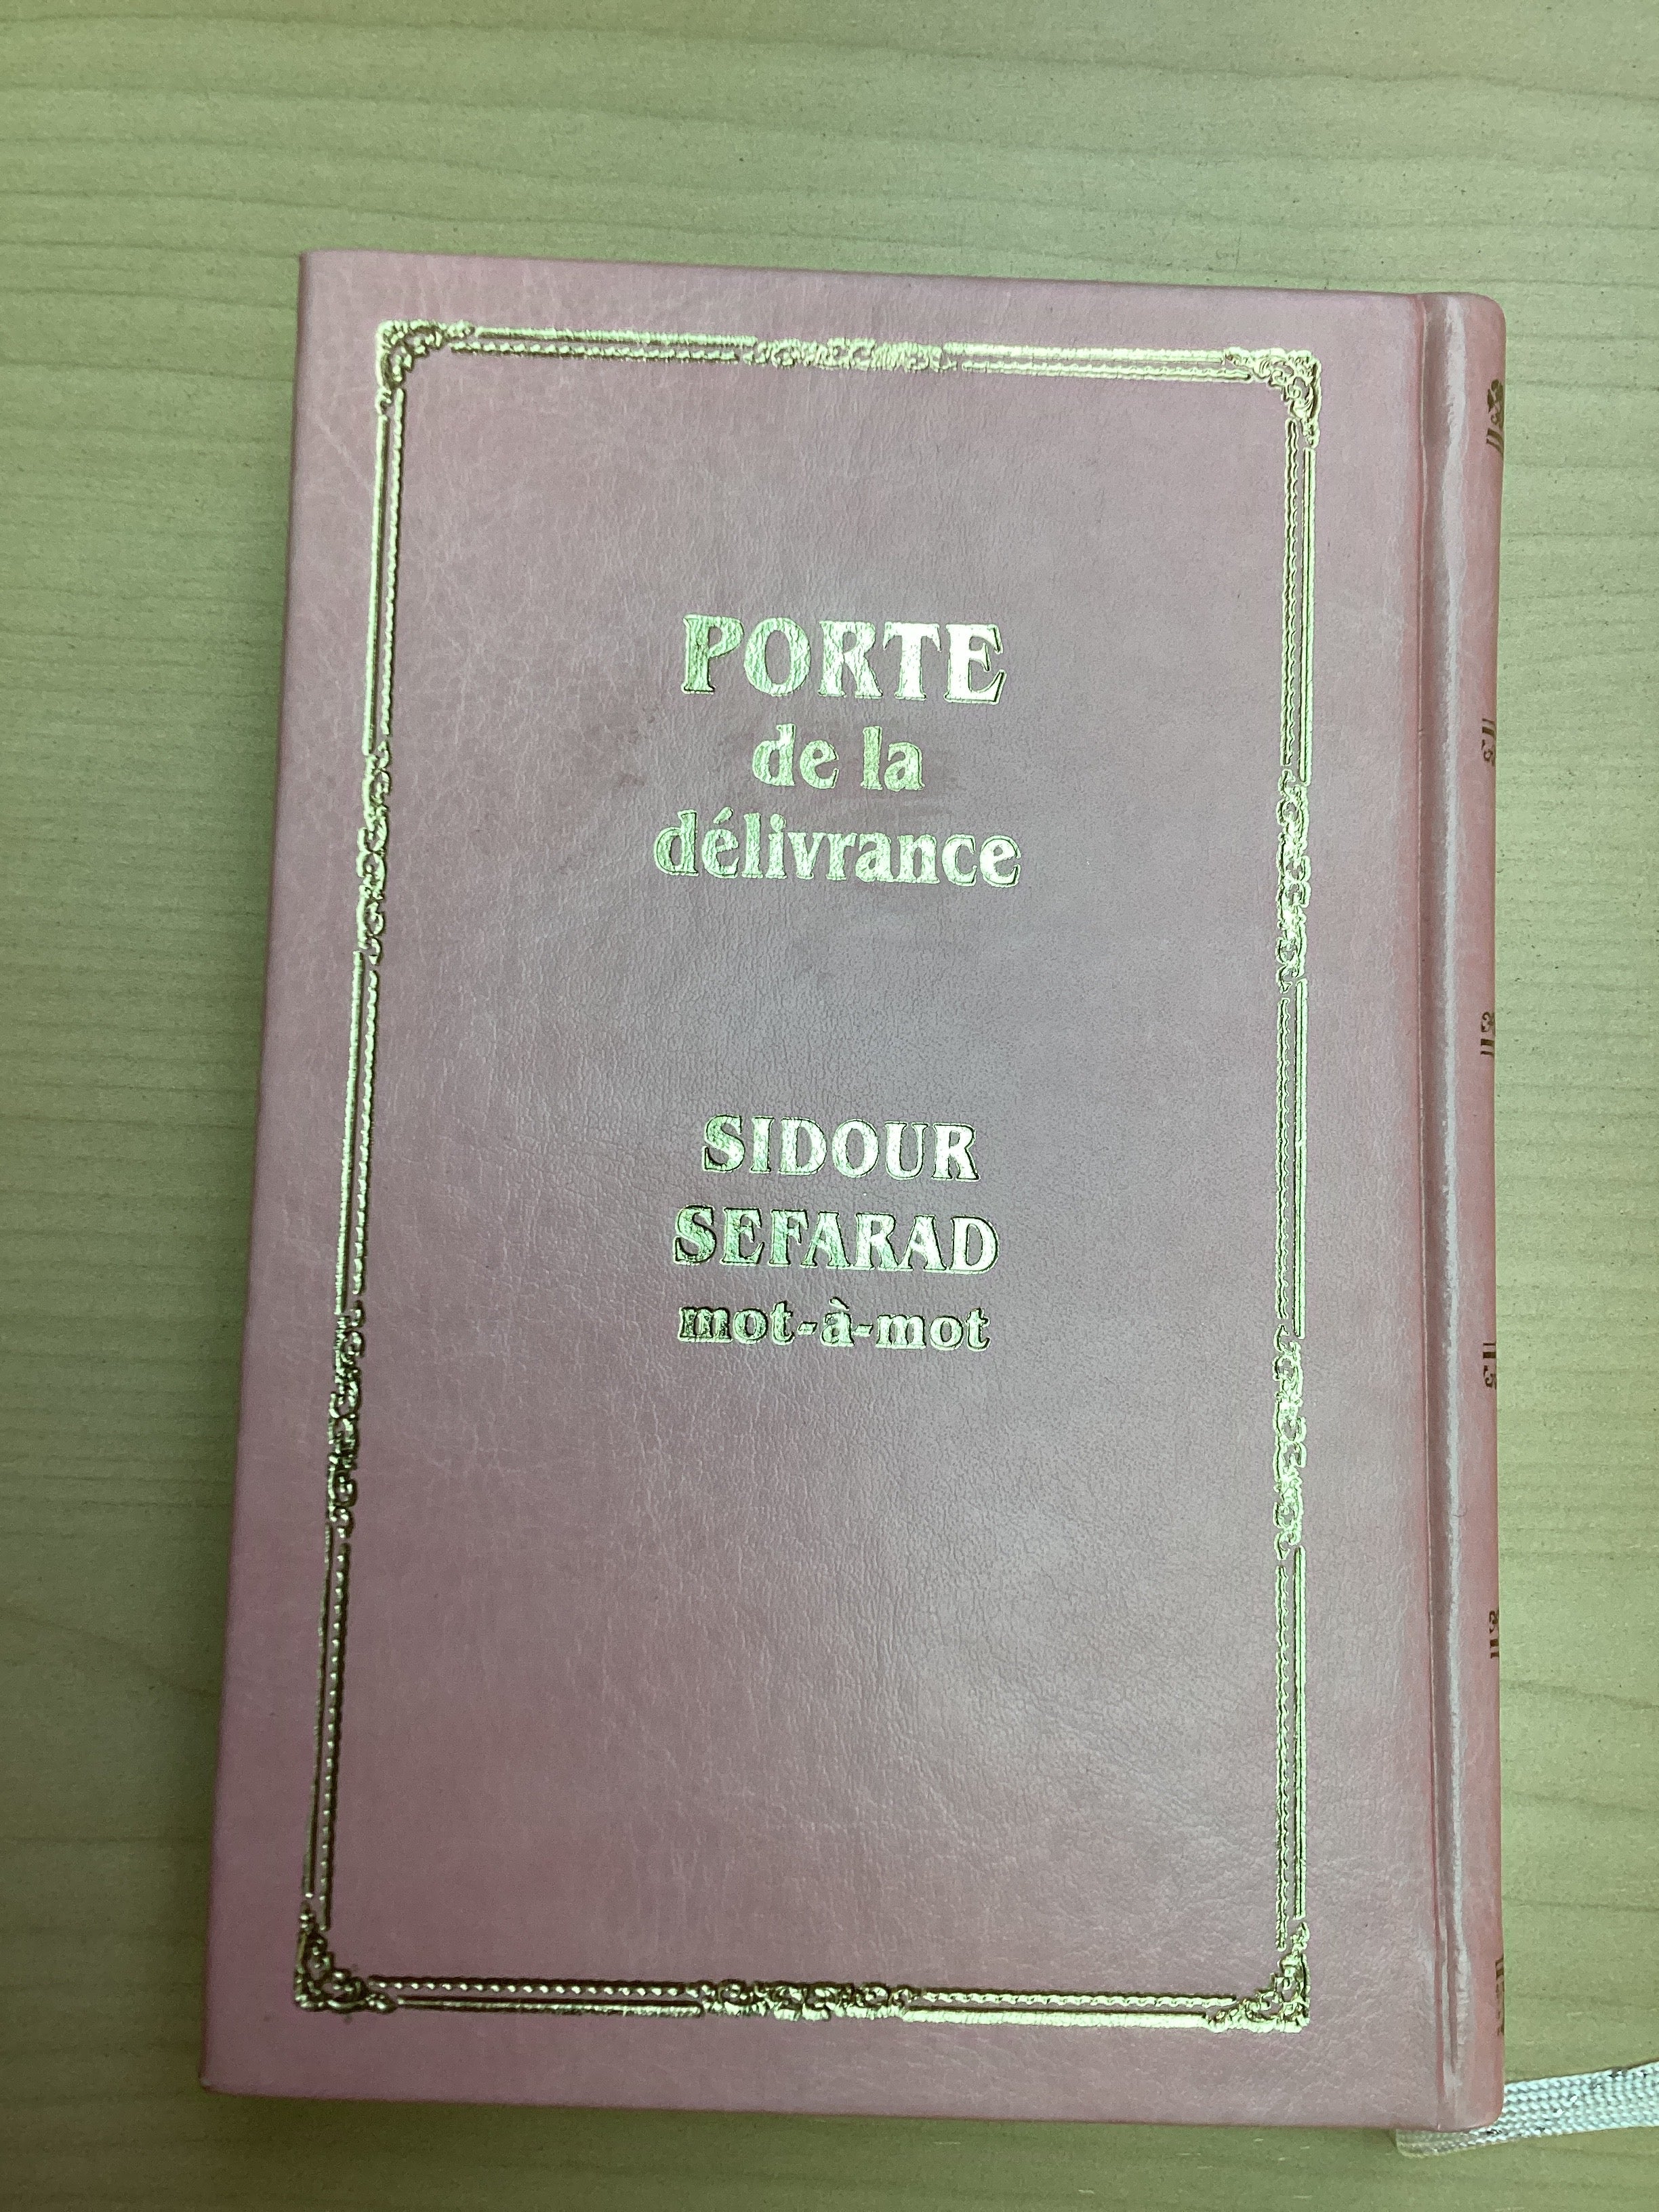 PORTE
de la
délivrance
SIDOUR
SEFARAD
mot-à-mot